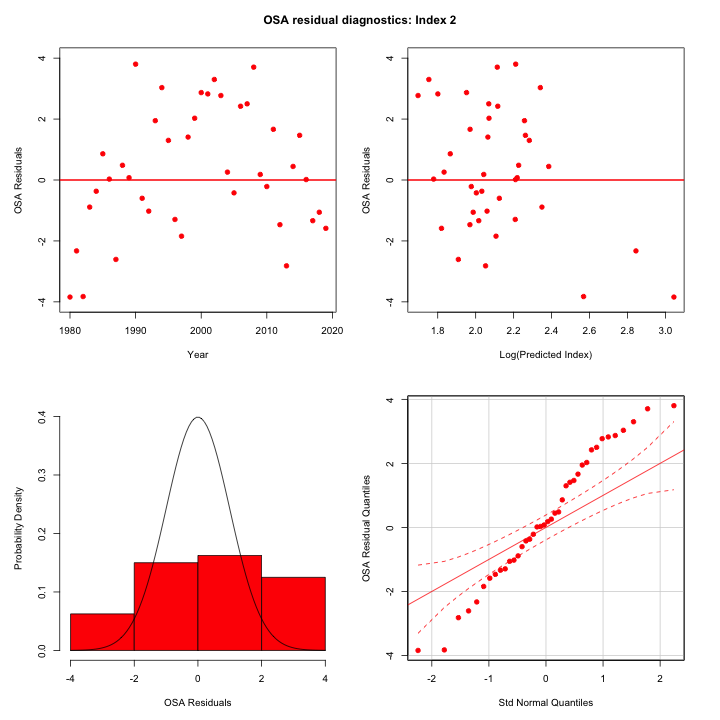 OSA residual diagnostics: Index 2
OSA Residuals
4
2
0
-2
-4
1980 1990 2000 2010 2020
Year
OSA Residuals
4
2
0
-2
-4
1.8 2.0 2.2 2.4 2.6 2.8 3.0
Log(Predicted Index)
Probability Density
0.4
0.3
0.2
0.1
0.0
-4 -2 0 2 4
OSA Residuals
OSA Residual Quantiles
4
2
0
-2
-4
-2 -1 0 1 2
Std Normal Quantiles